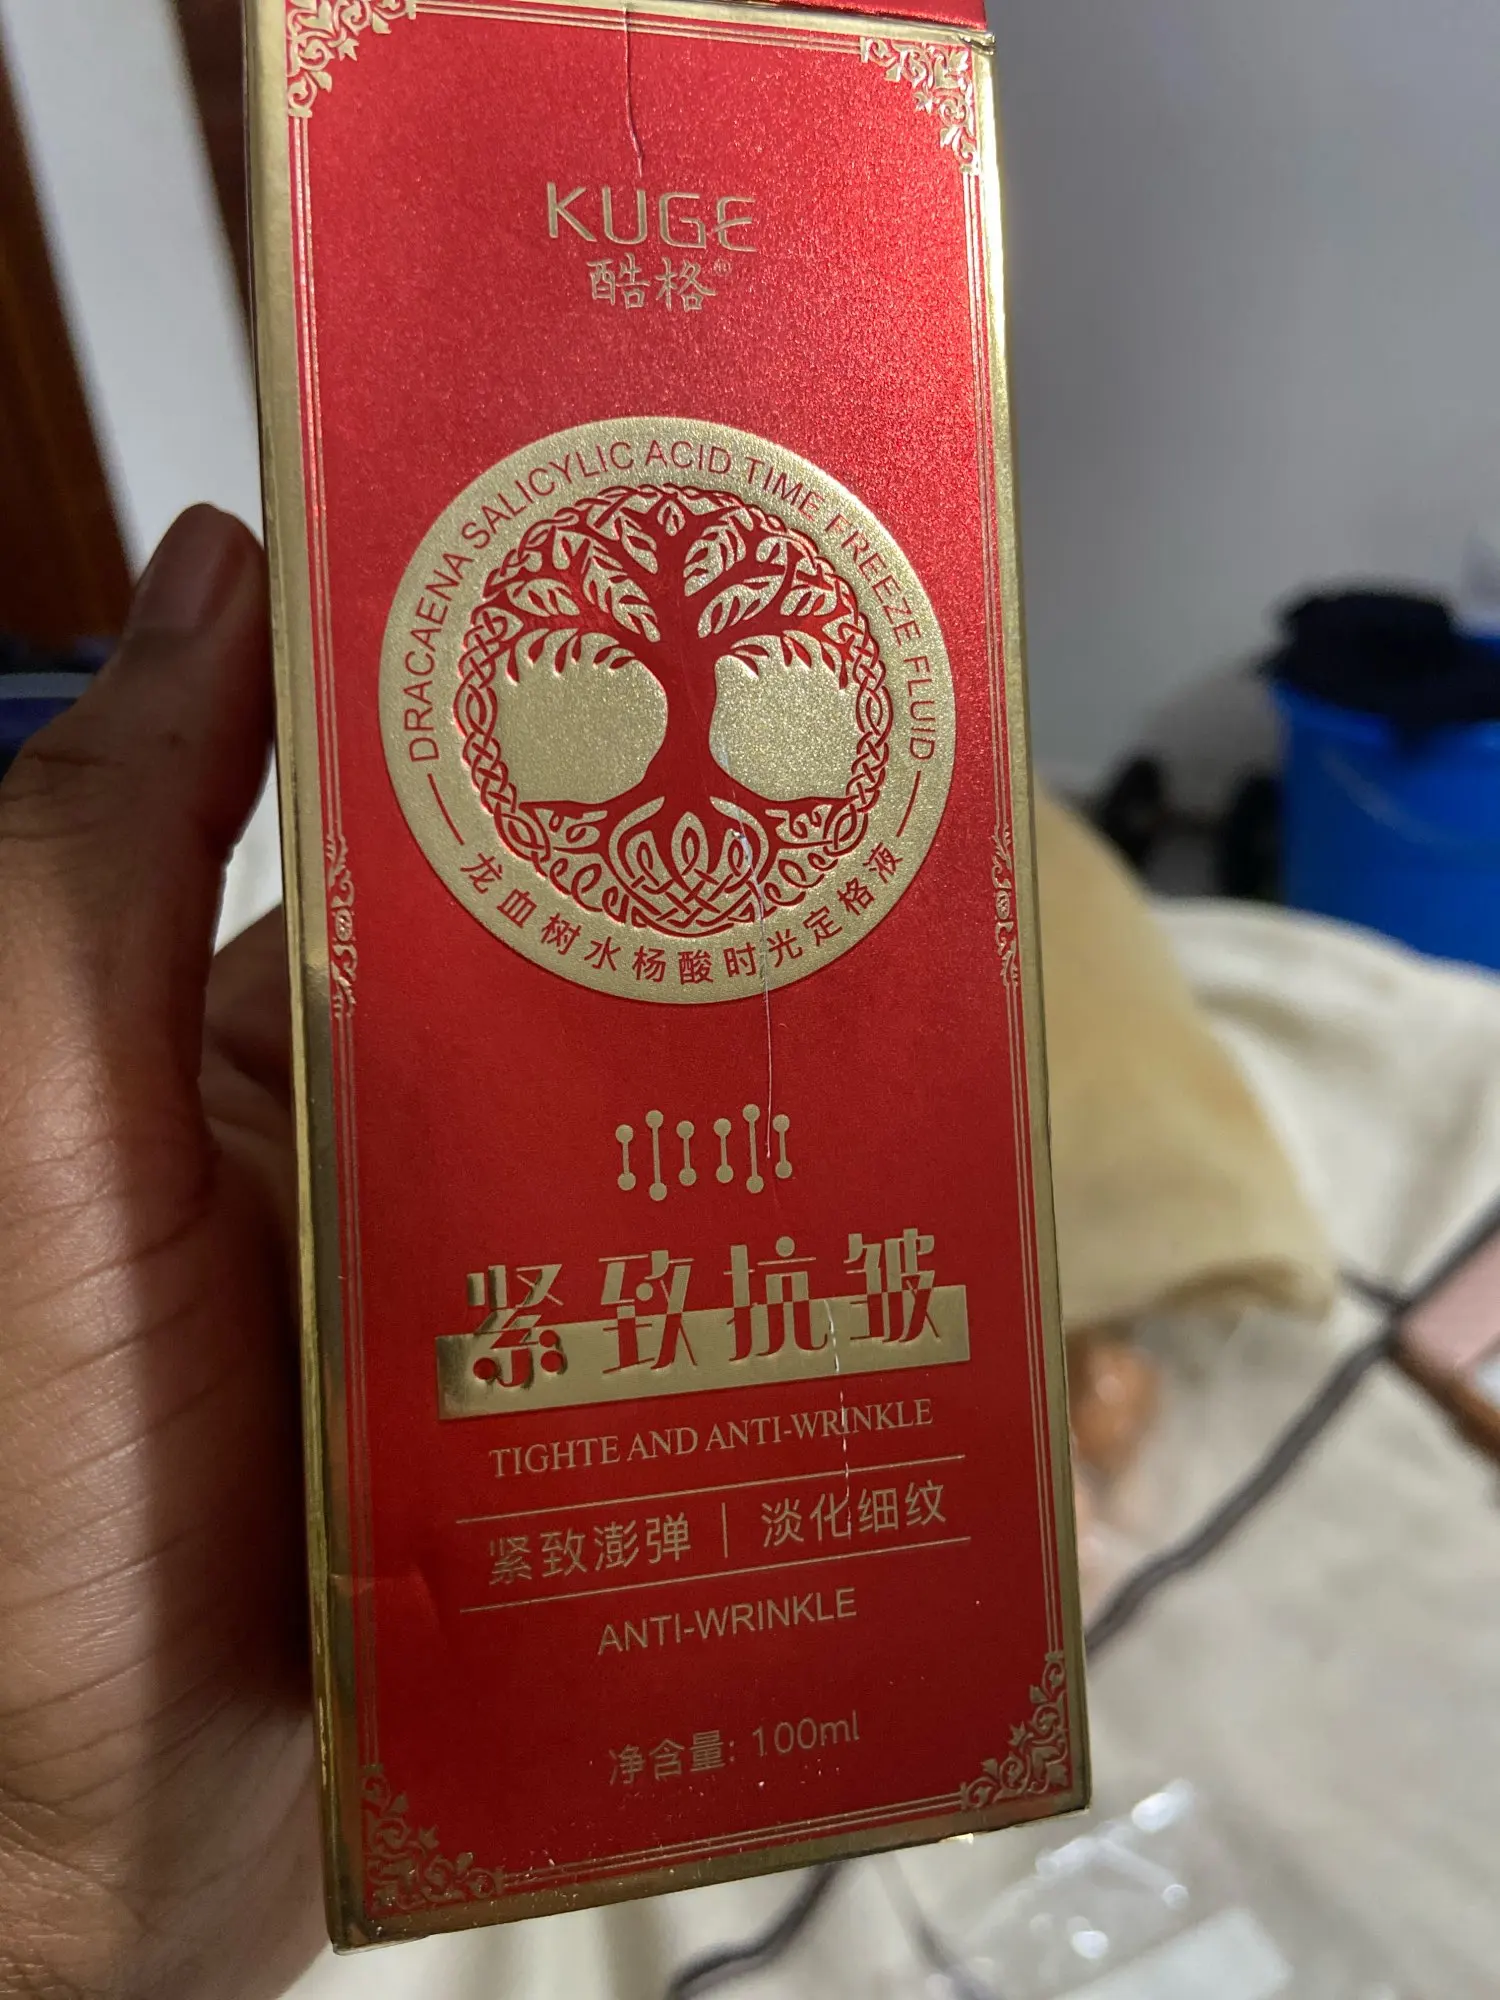 KUGE
酷格®
DRACAENA SALICYLIC ACID TIME FREEZE FLUID
龙血树水杨酸时光定格液
紧致抗皱
TIGHTE AND ANTI-WRINKLE
紧致澎弹 | 淡化细纹
ANTI-WRINKLE
净含量: 100ml